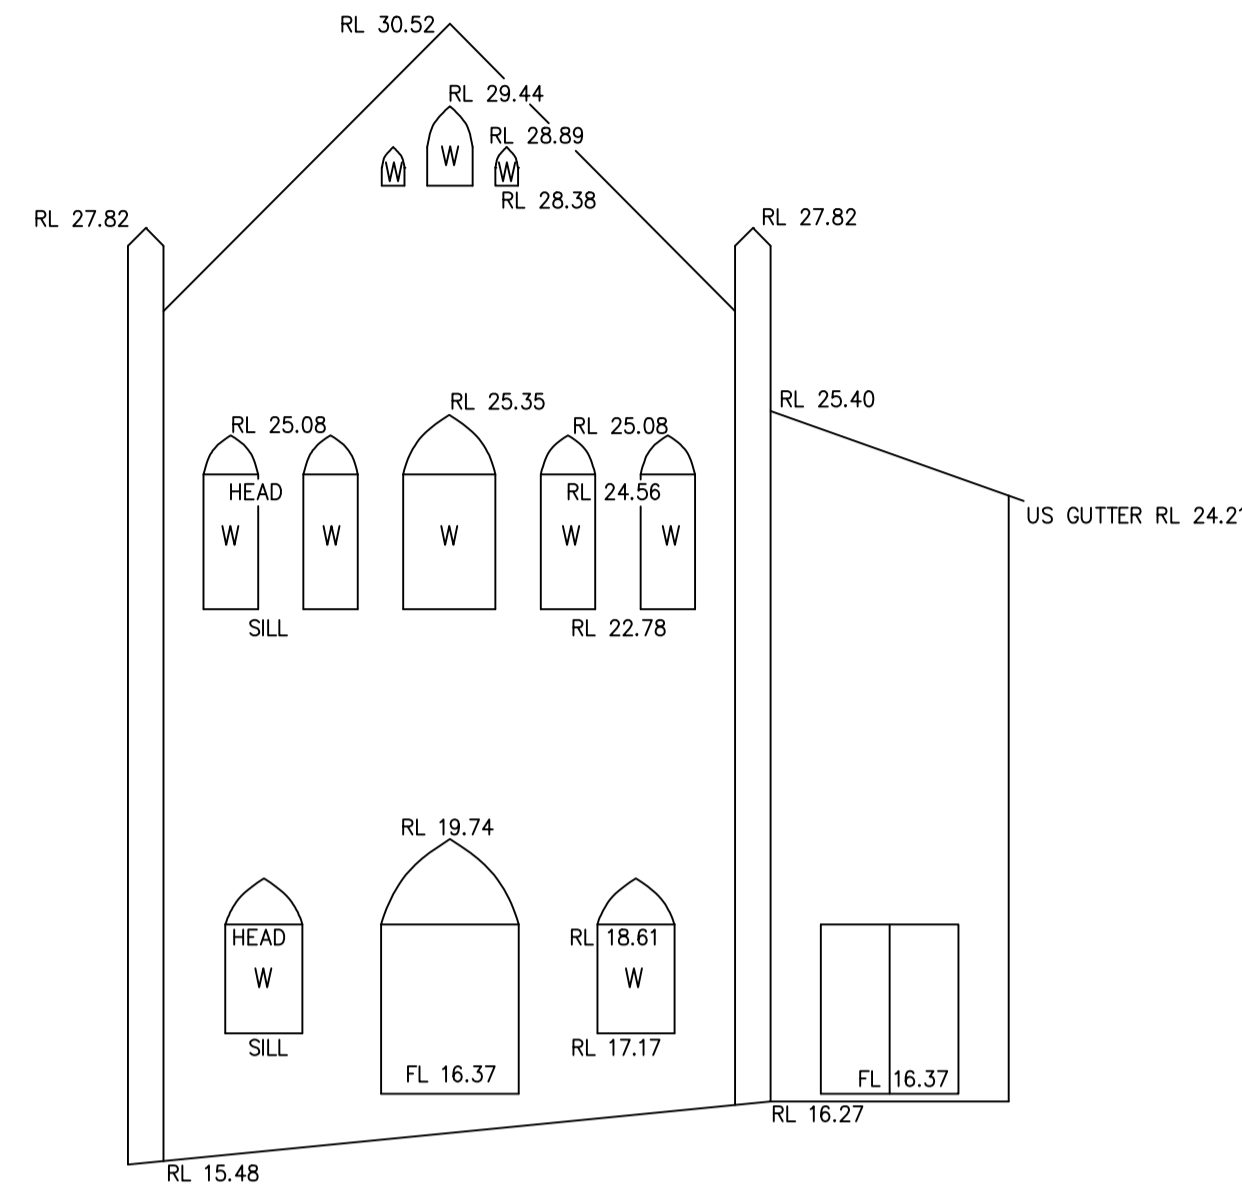 RL 30.52
RL 29.44
RL 28.89
W
W
W
RL 28.38
RL 27.82
RL 27.82
RL 25.40
RL 25.35
RL 25.08
RL 25.08
HEAD
RL 24.56
US GUTTER RL 24.21
W
W
W
W
W
SILL
RL 22.78
RL 19.74
HEAD
RL 18.61
W
W
SILL
RL 17.17
FL 16.37
FL 16.37
RL 16.27
RL 15.48